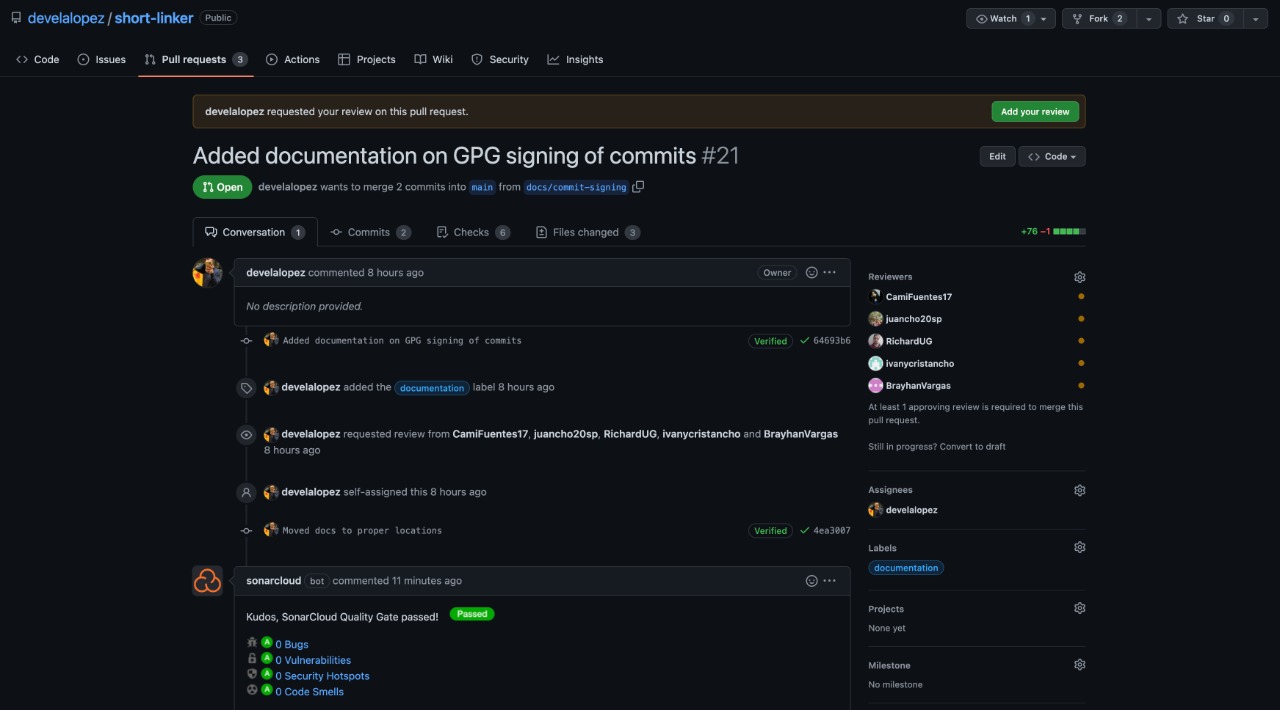 develalopez / short-linker Public
Watch 1 Fork 2 Star 0
Code Issues Pull requests 3 Actions Projects Wiki Security Insights
develalopez requested your review on this pull request. Add your review
Added documentation on GPG signing of commits #21 Edit Code
Open develalopez wants to merge 2 commits into main from docs/commit-signing
Conversation 1 Commits 2 Checks 6 Files changed 3 +76 −1
develalopez commented 8 hours ago Owner
No description provided.
Added documentation on GPG signing of commits Verified 64693b6
develalopez added the documentation label 8 hours ago
develalopez requested review from CamiFuentes17, juancho20sp, RichardUG, ivanycristancho and BrayhanVargas
8 hours ago
develalopez self-assigned this 8 hours ago
Moved docs to proper locations Verified 4ea3007
sonarcloud bot commented 11 minutes ago
Kudos, SonarCloud Quality Gate passed! Passed
A 0 Bugs
A 0 Vulnerabilities
A 0 Security Hotspots
A 0 Code Smells
Reviewers
CamiFuentes17
juancho20sp
RichardUG
ivanycristancho
BrayhanVargas
At least 1 approving review is required to merge this
pull request.
Still in progress? Convert to draft
Assignees
develalopez
Labels
documentation
Projects
None yet
Milestone
No milestone